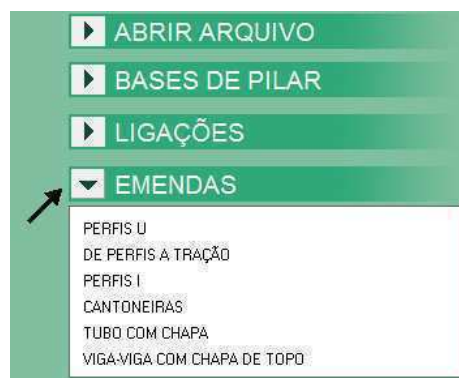 ABRIR ARQUIVO
BASES DE PILAR
LIGAÇÕES
EMENDAS
PERFIS U
DE PERFIS A TRAÇÃO
PERFIS I
CANTONEIRAS
TUBO COM CHAPA
VIGA-VIGA COM CHAPA DE TOPO